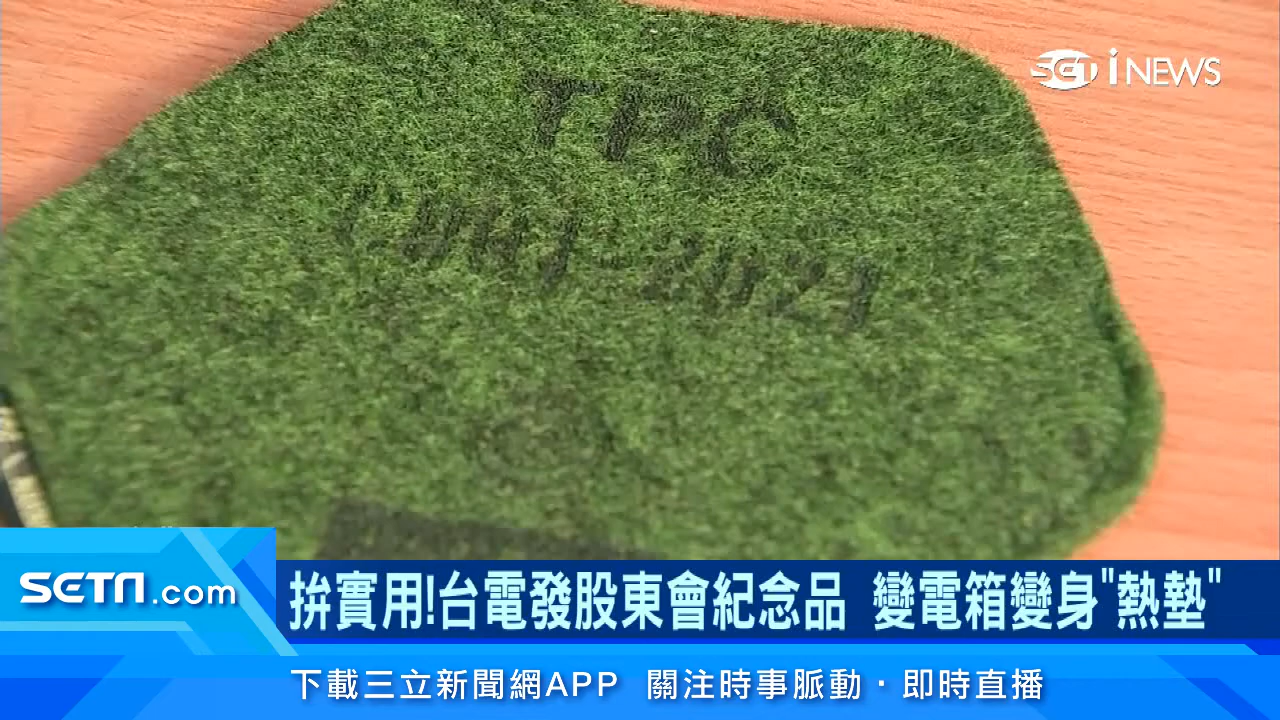 SETN iNEWS
TPC
SETN.com
拚實用!台電發股東會紀念品 變電箱變身"熱墊"
下載三立新聞網APP 關注時事脈動·即時直播